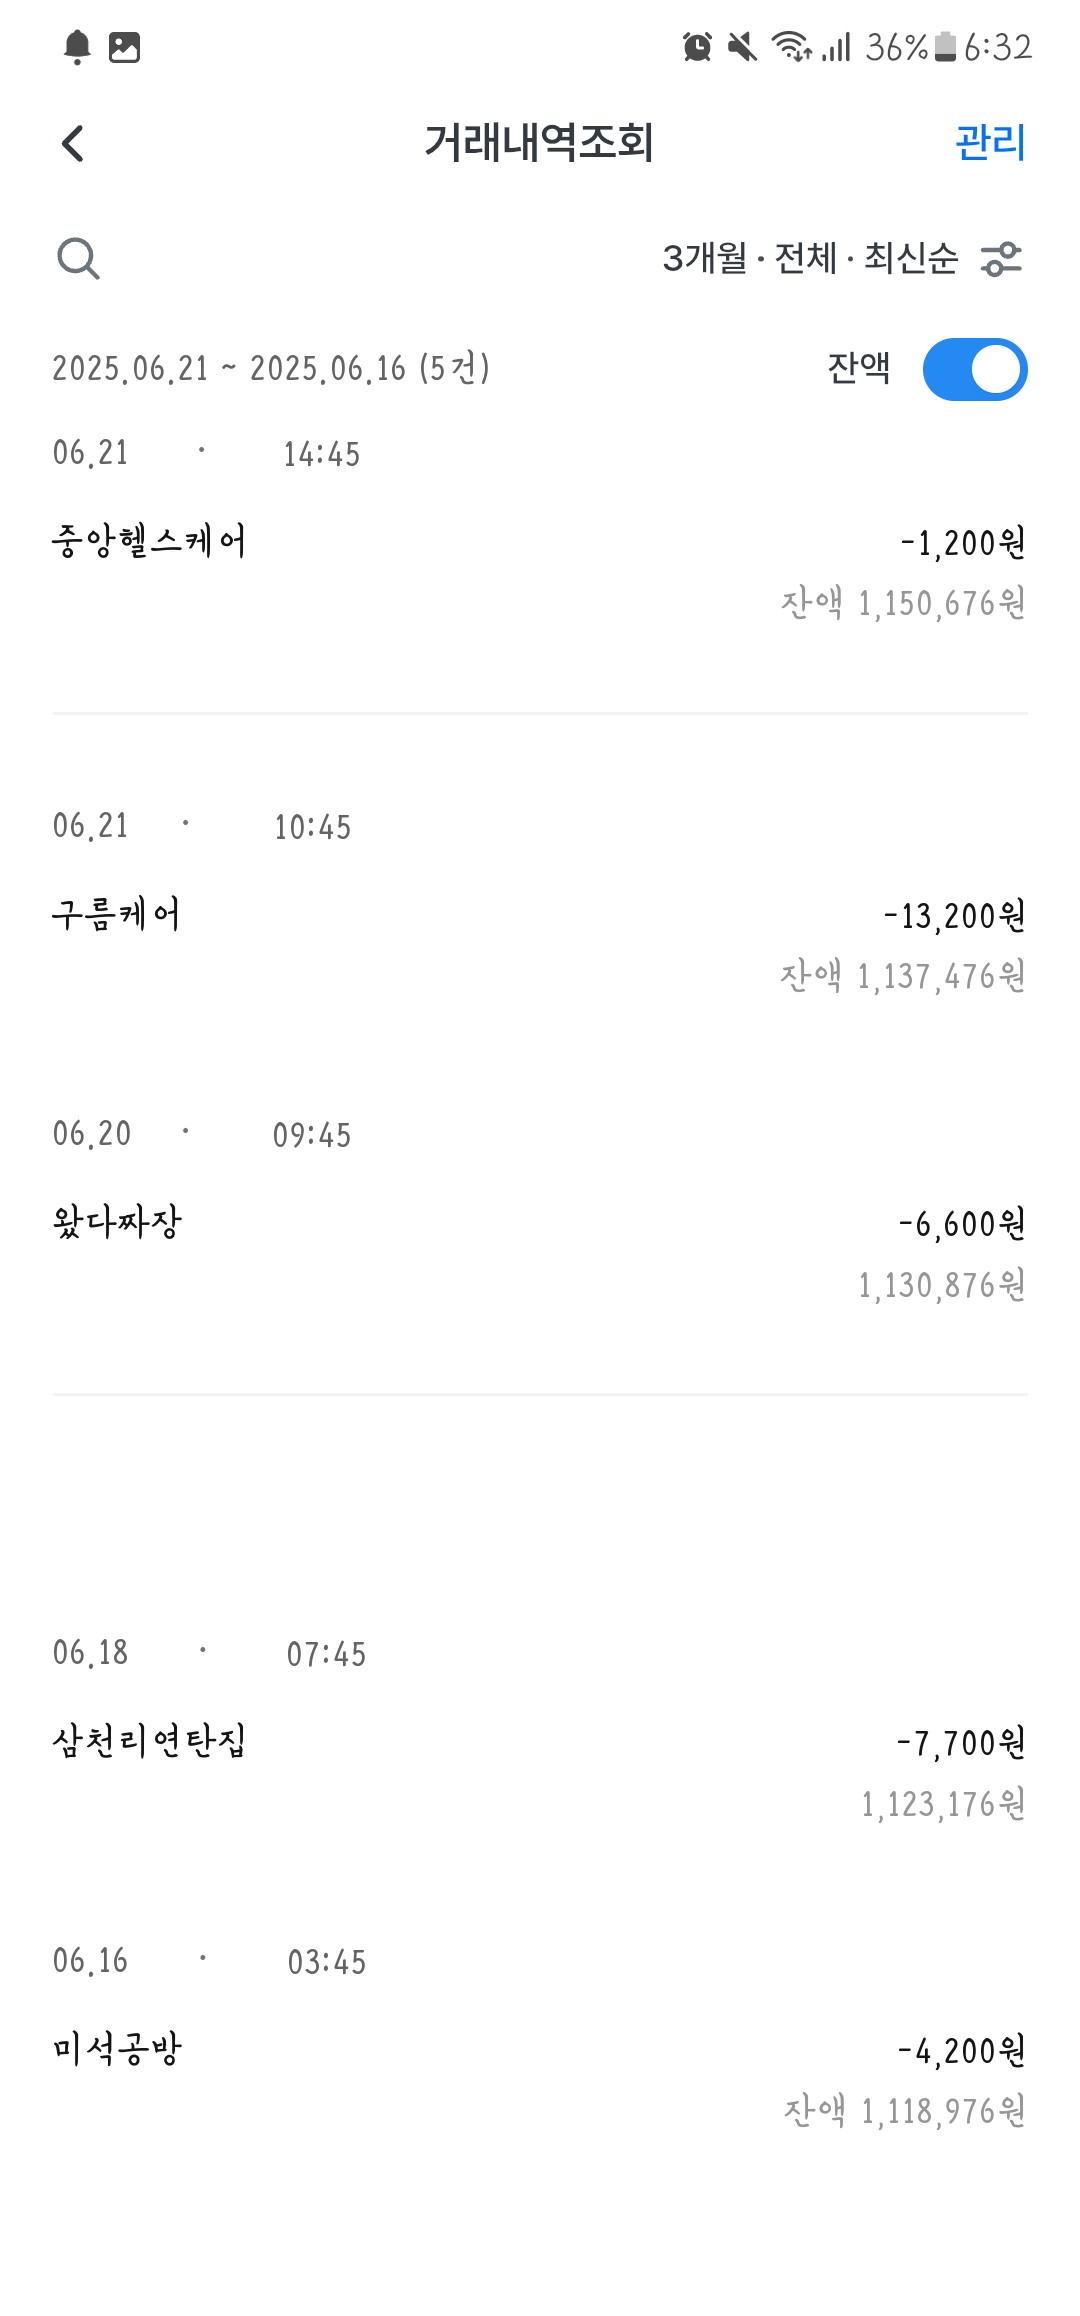 36% 6:32
거래내역조회 관리
3개월 · 전체 · 최신순
2025.06.21 ~ 2025.06.16 (5건) 잔액
06.21 · 14:45
중앙헬스케어 -1,200원
잔액 1,150,676원
06.21 · 10:45
구름케어 -13,200원
잔액 1,137,476원
06.20 · 09:45
왔다짜장 -6,600원
1,130,876원
06.18 · 07:45
삼천리연탄집 -7,700원
1,123,176원
06.16 · 03:45
미석공방 -4,200원
잔액 1,118,976원